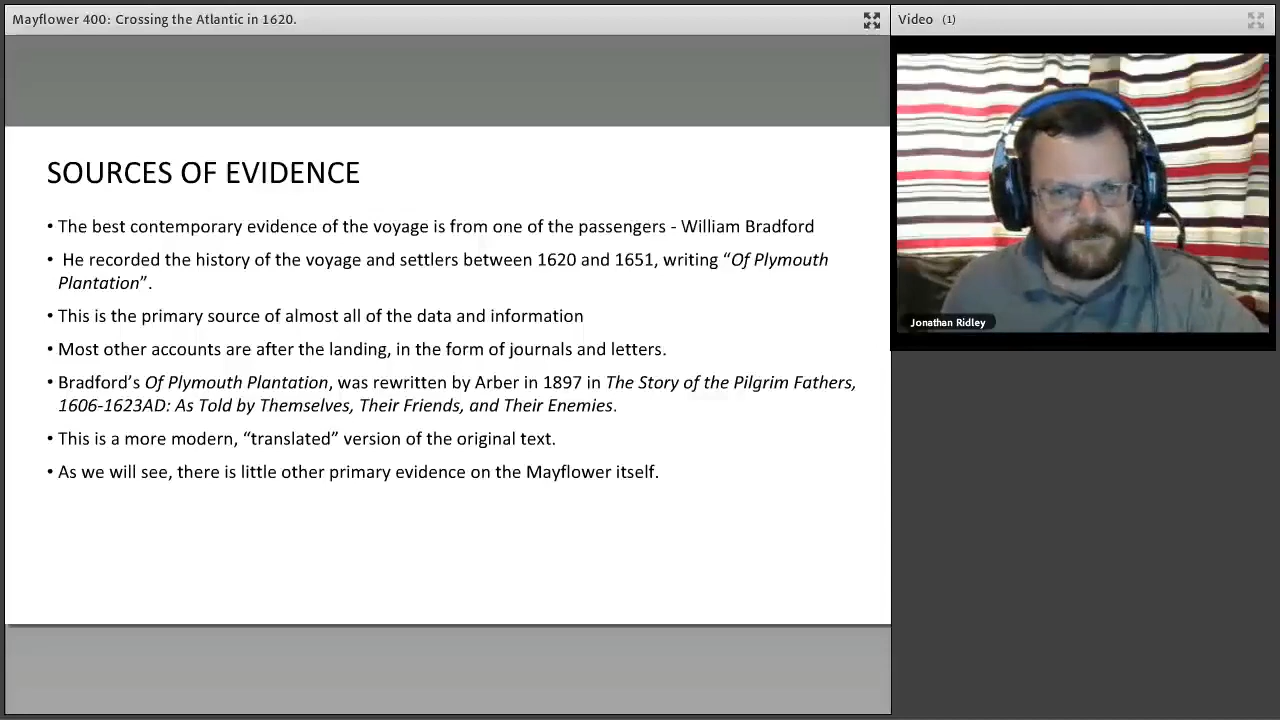 Mayflower 400: Crossing the Atlantic in 1620.
Video (1)
SOURCES OF EVIDENCE
• The best contemporary evidence of the voyage is from one of the passengers - William Bradford
• He recorded the history of the voyage and settlers between 1620 and 1651, writing “Of Plymouth
Plantation”.
• This is the primary source of almost all of the data and information
• Most other accounts are after the landing, in the form of journals and letters.
• Bradford’s Of Plymouth Plantation, was rewritten by Arber in 1897 in The Story of the Pilgrim Fathers,
1606-1623AD: As Told by Themselves, Their Friends, and Their Enemies.
• This is a more modern, “translated” version of the original text.
• As we will see, there is little other primary evidence on the Mayflower itself.
Jonathan Ridley